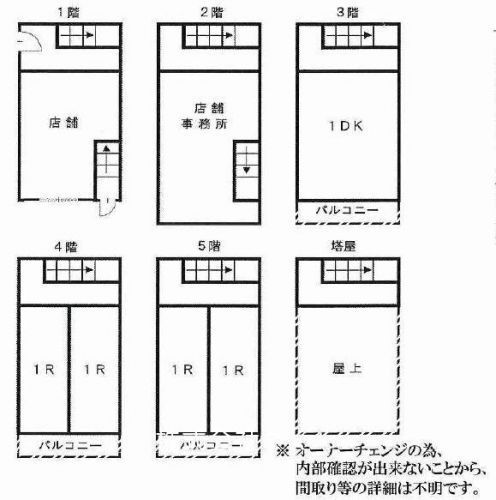 1階
2階
3階
店舗
店舗
事務所
1DK
バルコニー
4階
5階
塔屋
1R
1R
1R
1R
屋上
バルコニー
バルコニー
※ オーナーチェンジの為、
内部確認が出来ないことから、
間取り等の詳細は不明です。